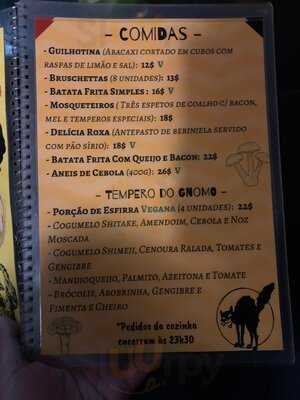 - COMIDAS -
- Guilhotina (Abacaxi cortado em cubos com
raspas de limão e sal): 12$ V
- Bruschettas (8 unidades): 13$
- Batata Frita Simples : 16$ V
- Mosqueteiros ( Três espetos de coalho c/ bacon,
mel e temperos especiais): 18$
- Delícia Roxa (Antepasto de berinjela servido
com pão sírio): 18$ V
- Batata Frita Com Queijo e Bacon: 22$
- Aneis de Cebola (400g): 26$ V
- TEMPERO DO GNOMO -
- Porção de Esfirra Vegana (4 unidades): 22$
- Cogumelo Shitake, Amendoim, Cebola e Noz
Moscada
- Cogumelo Shimeji, Cenoura Ralada, Tomates e
Gengibre
- Mandioqueijo, Palmito, Azeitona e Tomate
- Brócolis, Abobrinha, Gengibre e
Pimenta e Cheiro
*Pedidos da cozinha
encerram às 23h30